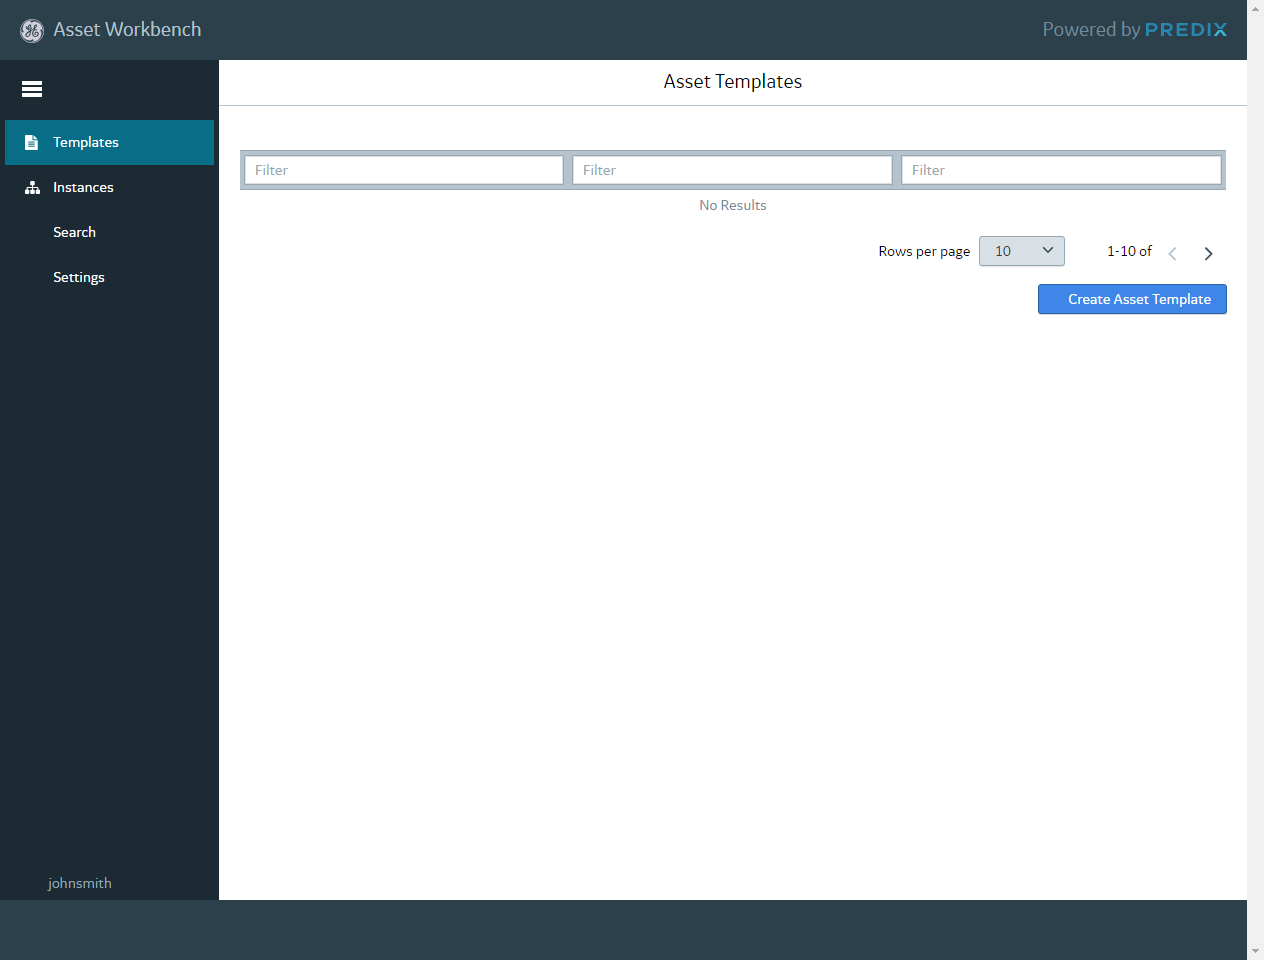 Asset Workbench
Powered by PREDIX
Asset Templates
Templates
Instances
Search
Settings
Filter Filter Filter
No Results
Rows per page 10 1-10 of
Create Asset Template
johnsmith